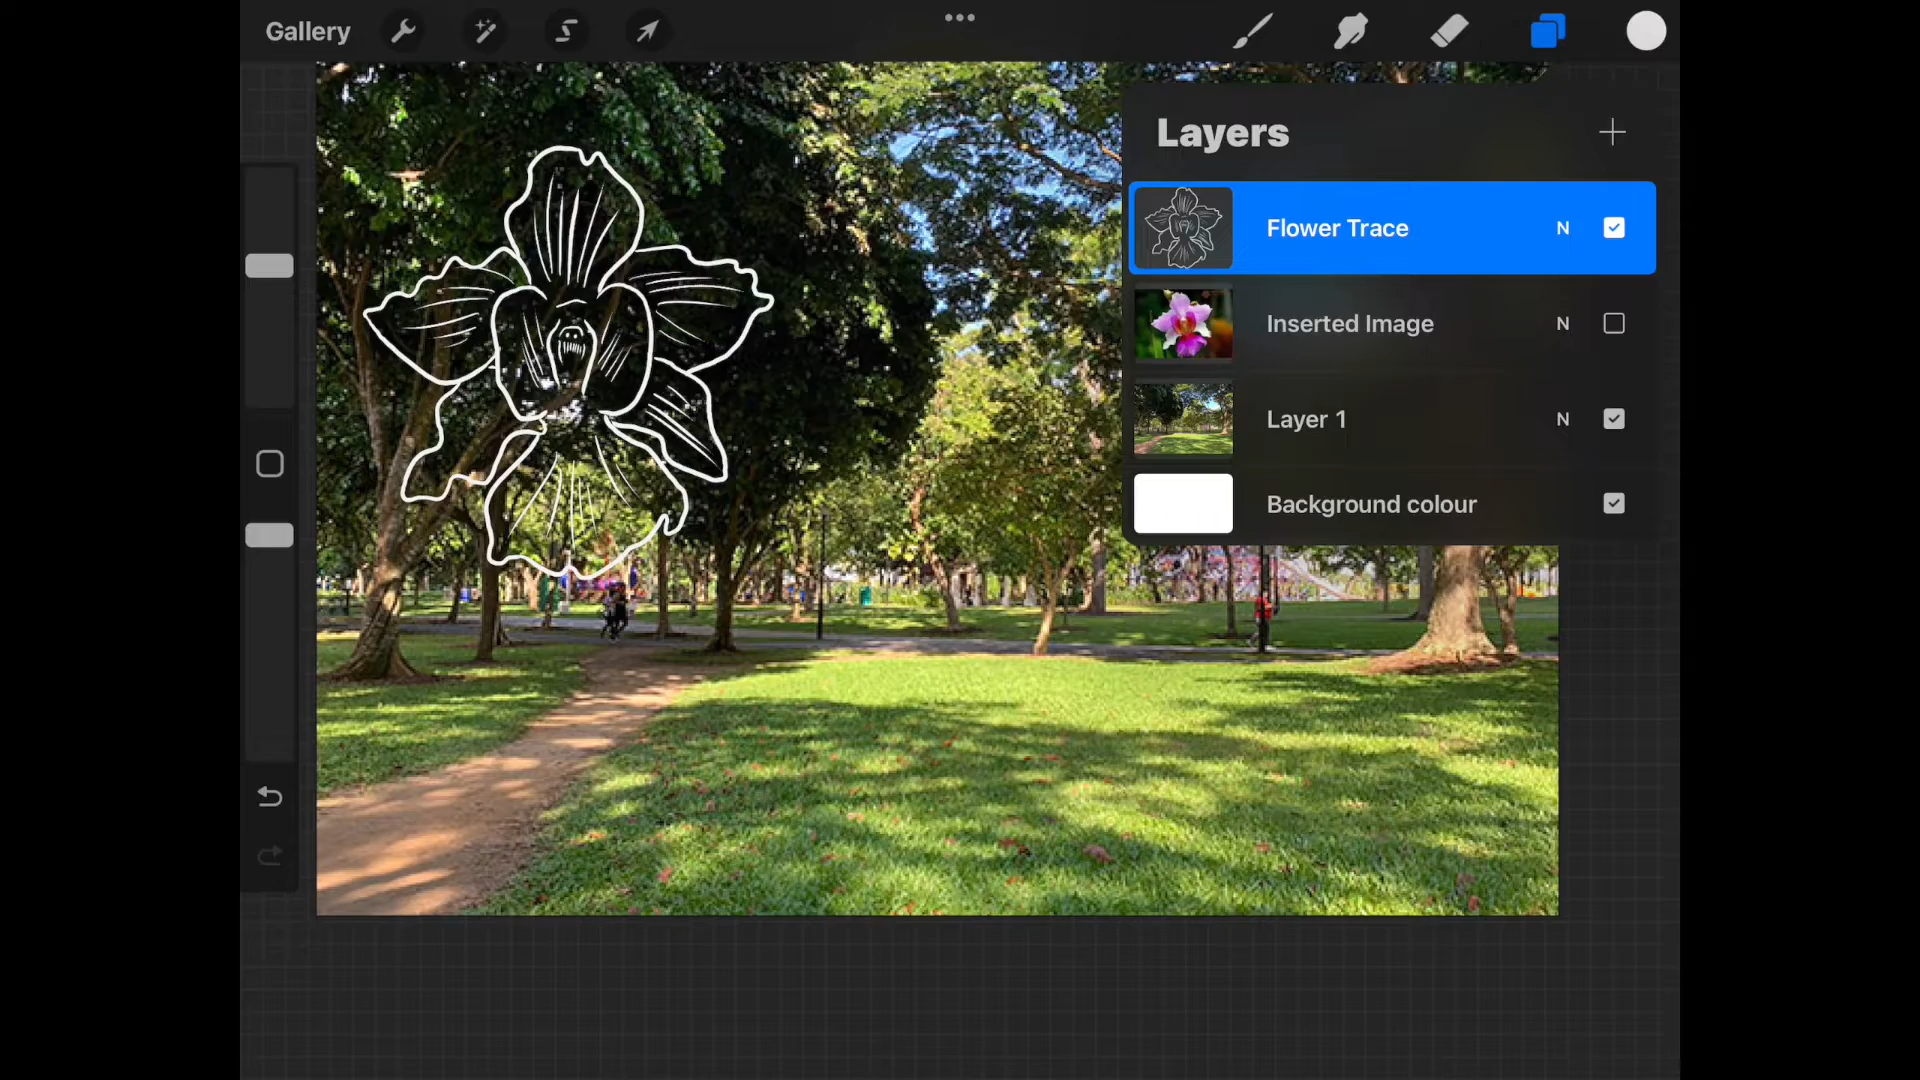 Gallery
Layers
Flower Trace N
Inserted Image N
Layer 1 N
Background colour